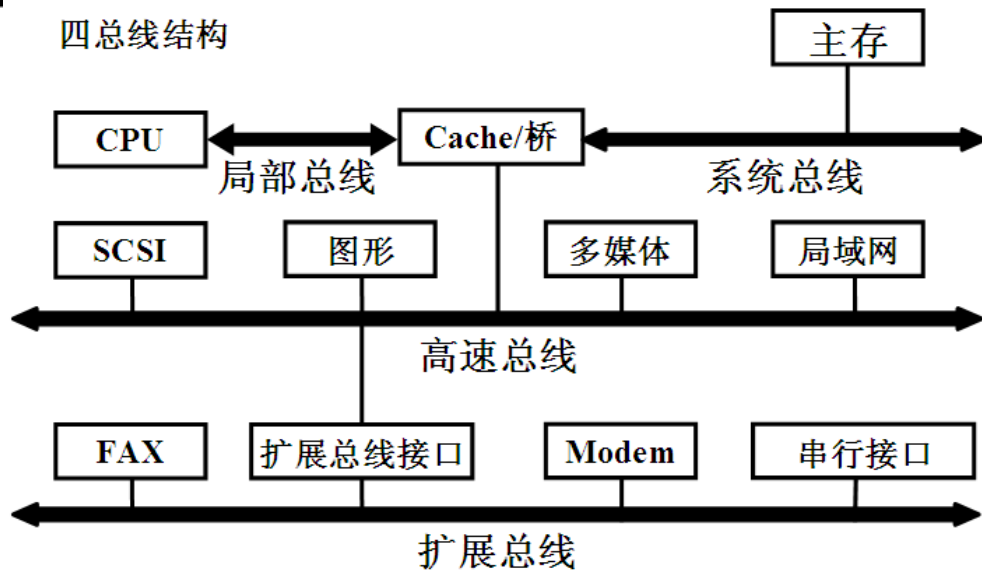 四总线结构
主存
CPU
Cache/桥
局部总线
系统总线
SCSI
图形
多媒体
局域网
高速总线
FAX
扩展总线接口
Modem
串行接口
扩展总线